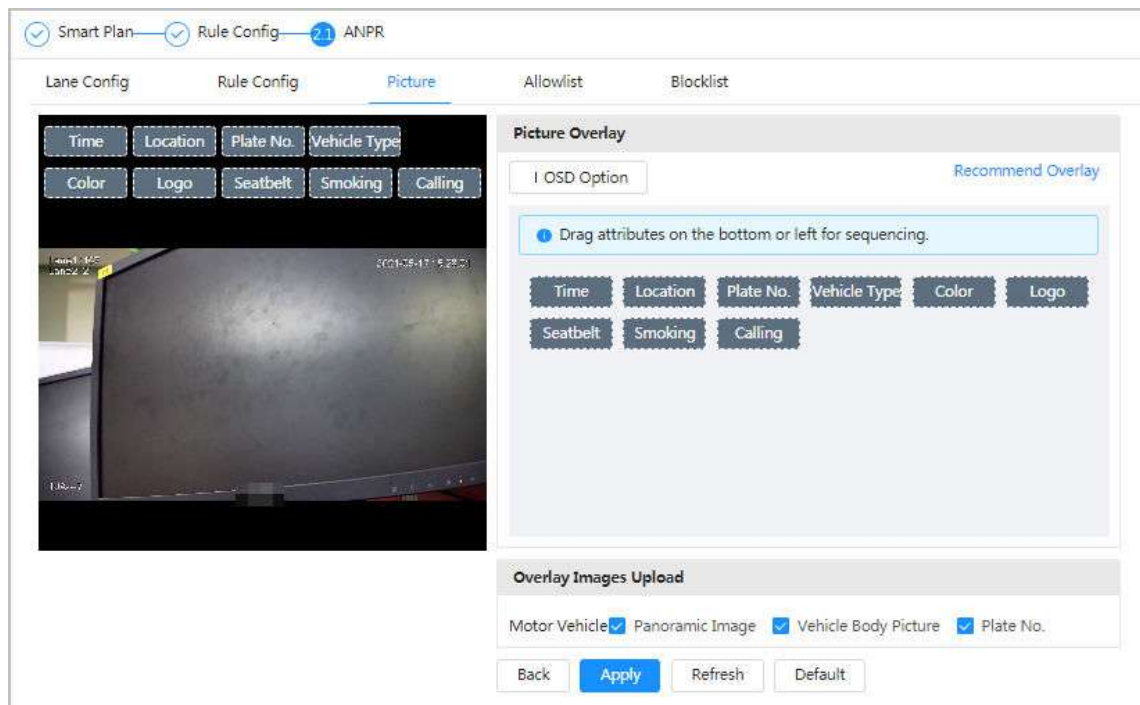 Smart Plan Rule Config 2.1 ANPR
Lane Config Rule Config Picture Allowlist Blocklist
Time Location Plate No. Vehicle Type
Color Logo Seatbelt Smoking Calling
Picture Overlay
I OSD Option Recommend Overlay
Drag attributes on the bottom or left for sequencing.
Time Location Plate No. Vehicle Type Color Logo
Seatbelt Smoking Calling
Overlay Images Upload
Motor Vehicle Panoramic Image Vehicle Body Picture Plate No.
Back Apply Refresh Default